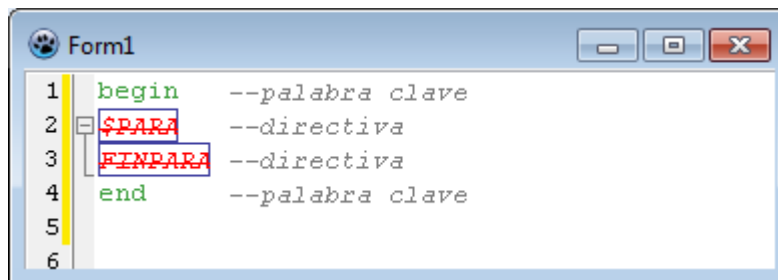 Form1
1 begin --palabra clave
2 $PARA --directiva
3 FINPARA --directiva
4 end --palabra clave
5
6